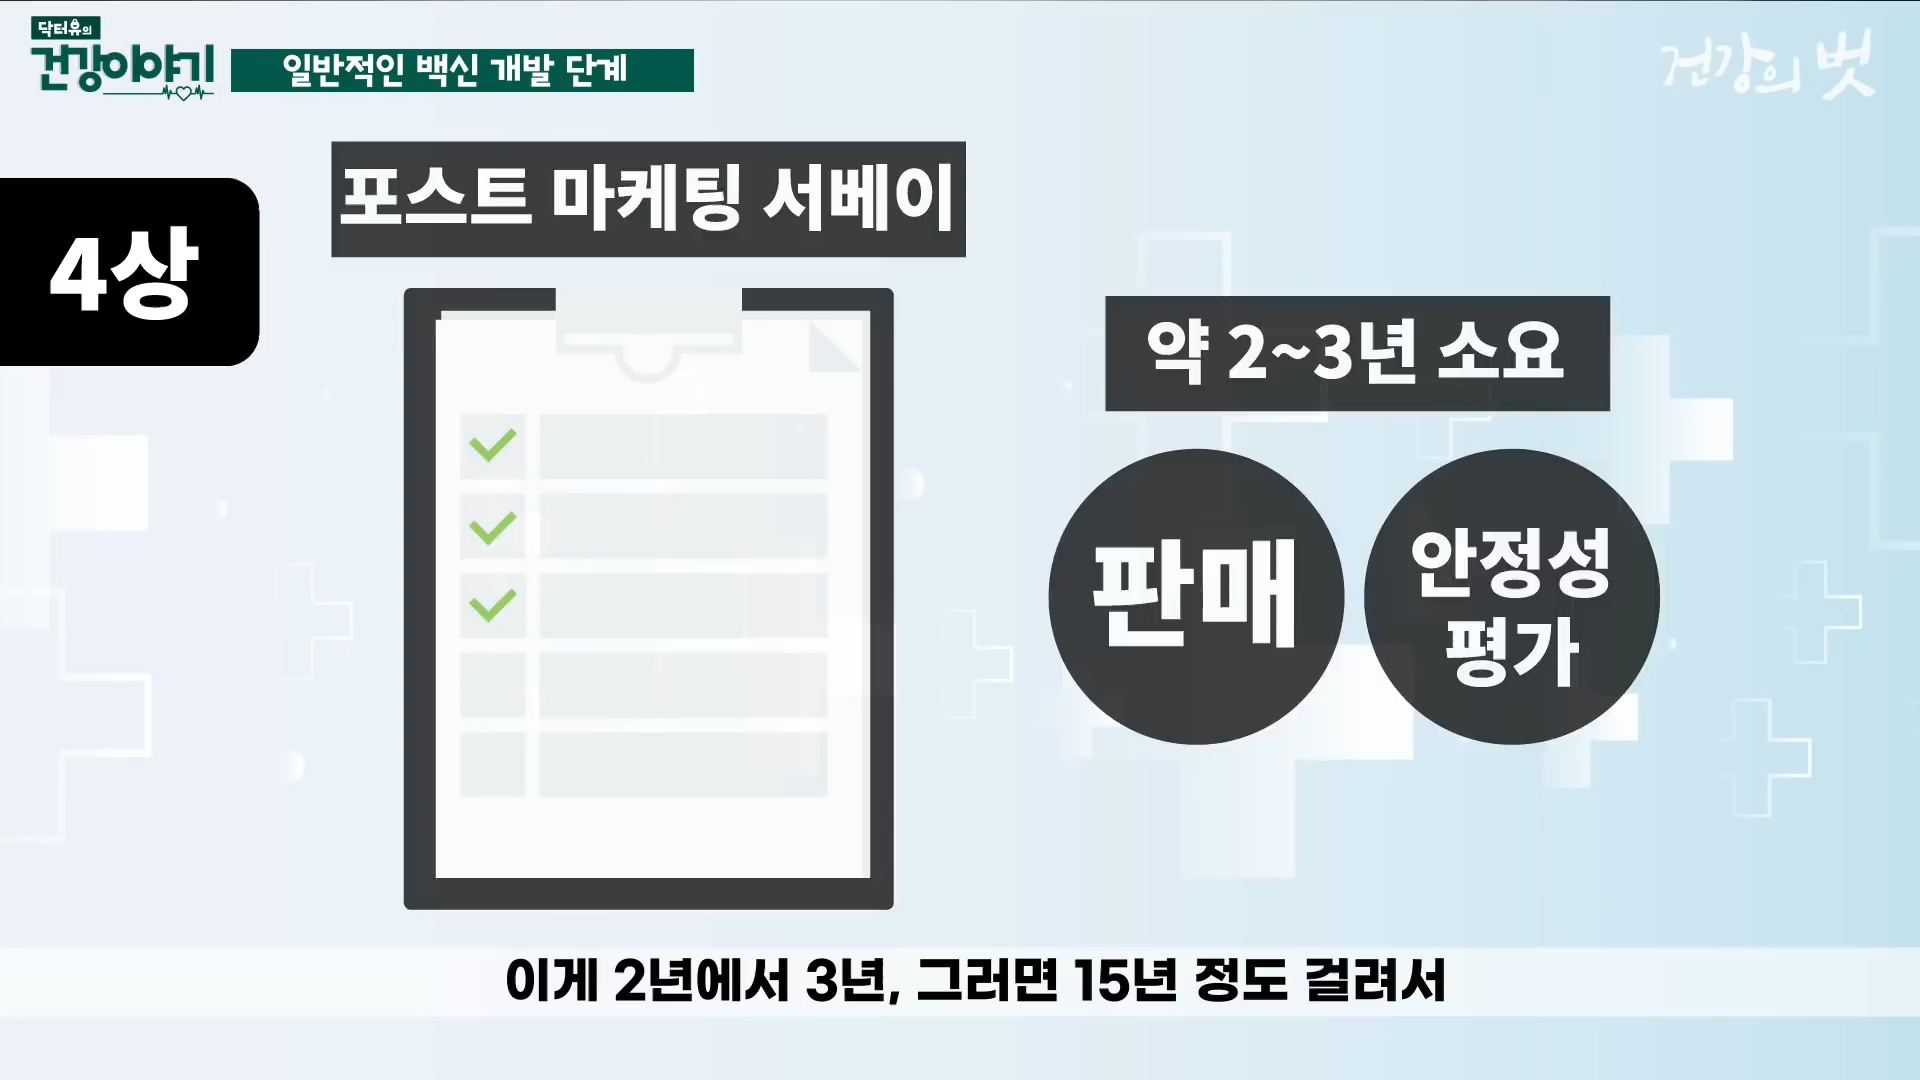 닥터유의
건강이야기
일반적인 백신 개발 단계
건강의 벗
4상
포스트 마케팅 서베이
약 2~3년 소요
판매
안정성
평가
이게 2년에서 3년, 그러면 15년 정도 걸려서